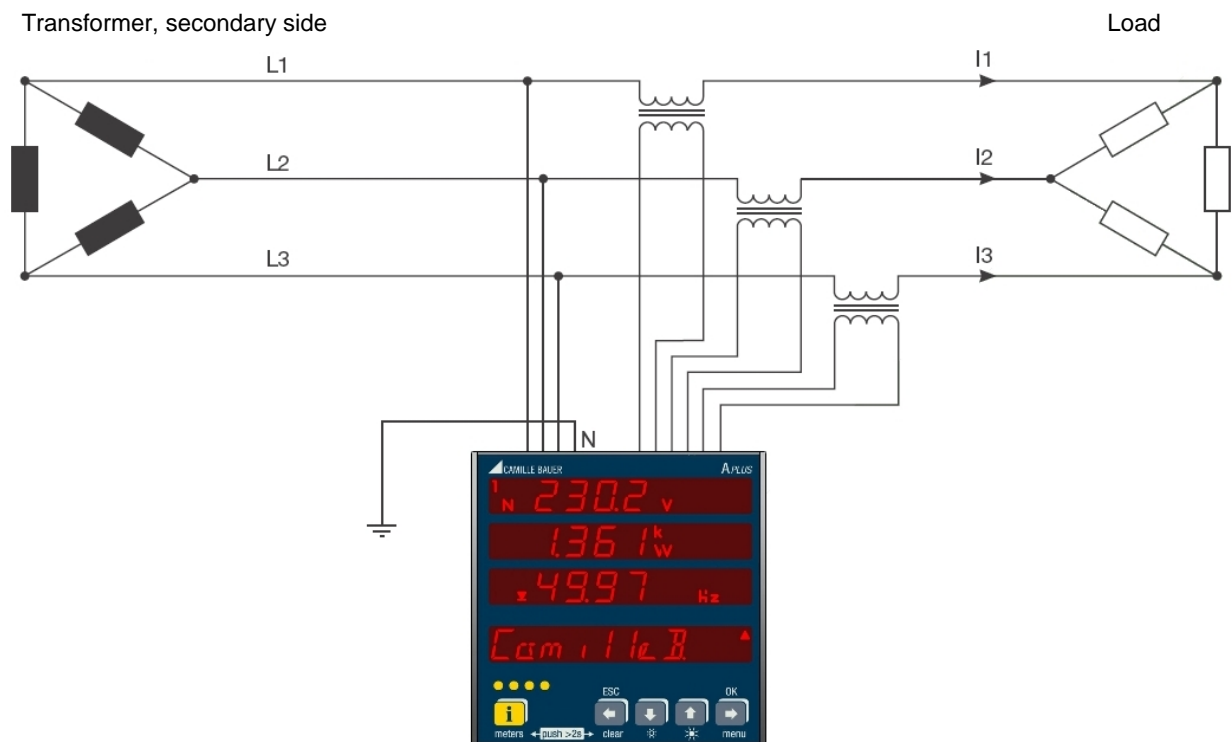 Transformer, secondary side
Load
L1
I1
L2
I2
L3
I3
N
CAMILLE BAUER
APLUS
1 N 230.2 V
1.361 kW
49.97 hz
Camille B.
ESC
OK
i
meters
push >2s
clear
menu